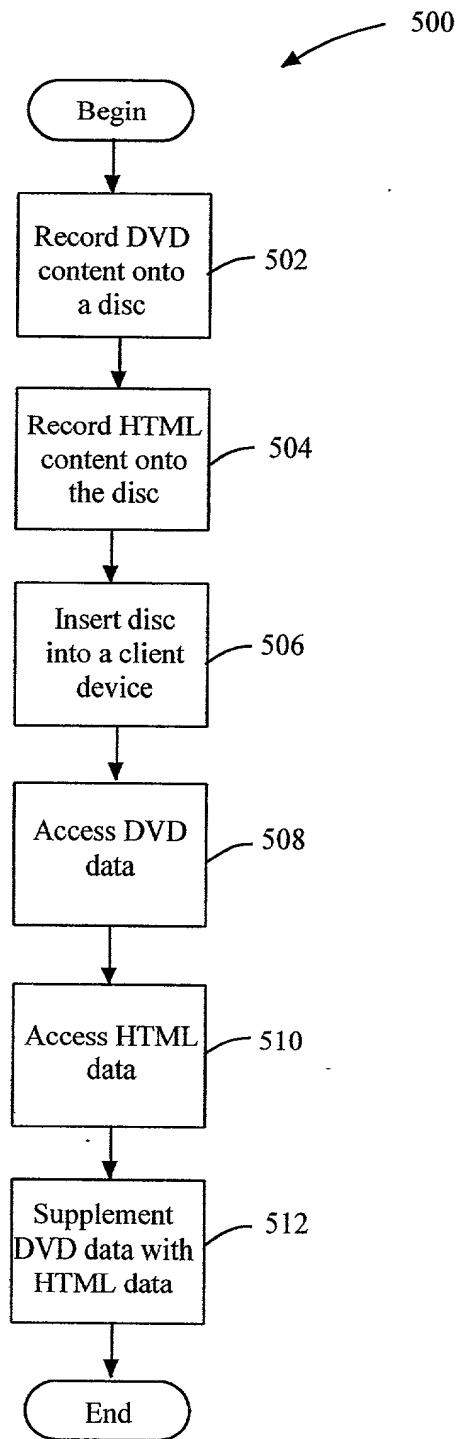 500
Begin
Record DVD
content onto
a disc
502
Record HTML
content onto
the disc
504
Insert disc
into a client
device
506
Access DVD
data
508
Access HTML
data
510
Supplement
DVD data with
HTML data
512
End